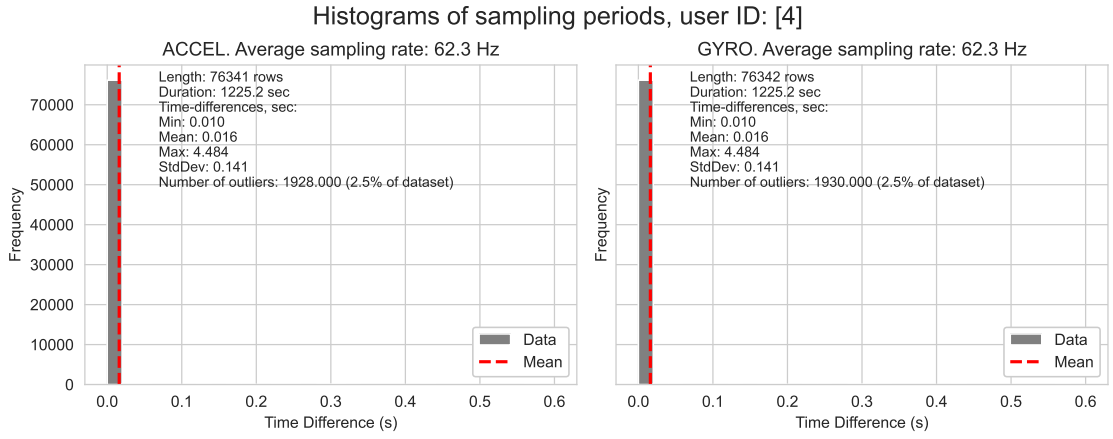 Histograms of sampling periods, user ID: [4]
ACCEL. Average sampling rate: 62.3 Hz
Length: 76341 rows
Duration: 1225.2 sec
Time-differences, sec:
Min: 0.010
Mean: 0.016
Max: 4.484
StdDev: 0.141
Number of outliers: 1928.000 (2.5% of dataset)
Frequency
70000
60000
50000
40000
30000
20000
10000
0
Data
Mean
0.0 0.1 0.2 0.3 0.4 0.5 0.6
Time Difference (s)
GYRO. Average sampling rate: 62.3 Hz
Length: 76342 rows
Duration: 1225.2 sec
Time-differences, sec:
Min: 0.010
Mean: 0.016
Max: 4.484
StdDev: 0.141
Number of outliers: 1930.000 (2.5% of dataset)
Frequency
Data
Mean
0.0 0.1 0.2 0.3 0.4 0.5 0.6
Time Difference (s)